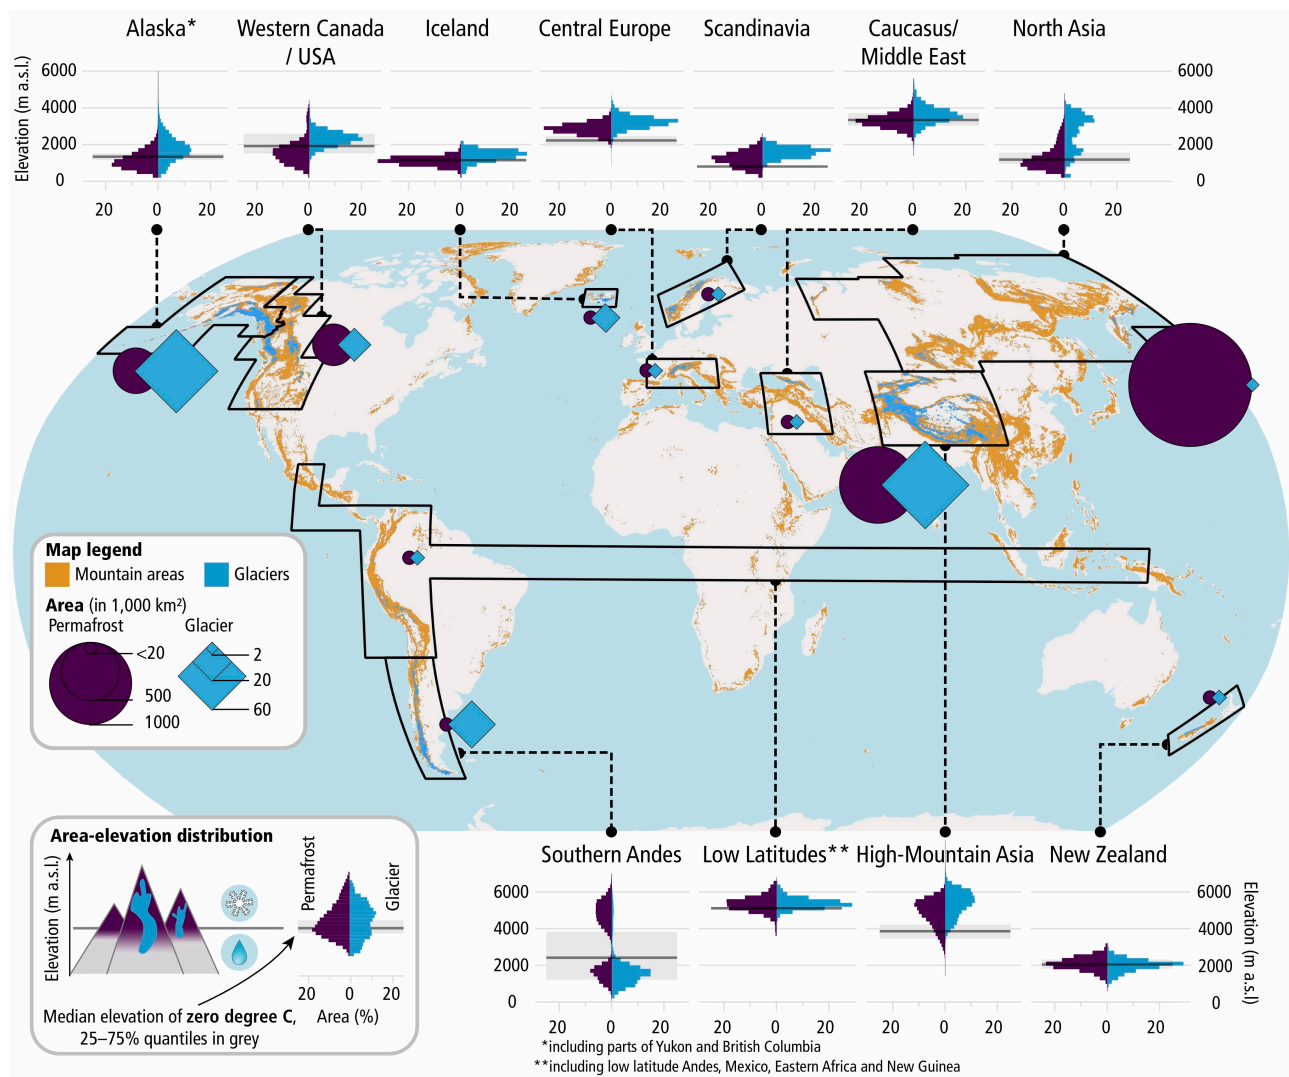 Alaska*
Western Canada
/ USA
Iceland
Central Europe
Scandinavia
Caucasus/
Middle East
North Asia
Elevation (m a.s.l.)
6000
4000
2000
0
6000
4000
2000
0
20 0 20
20 0 20
20 0 20
20 0 20
20 0 20
20 0 20
20 0 20
Map legend
Mountain areas
Glaciers
Area (in 1,000 km²)
Permafrost
Glacier
<20
500
1000
2
20
60
Area-elevation distribution
Elevation (m a.s.l)
Permafrost
Glacier
20 0 20
Area (%)
Median elevation of zero degree C,
25–75% quantiles in grey
Southern Andes
Low Latitudes**
High-Mountain Asia
New Zealand
6000
4000
2000
0
6000
4000
2000
0
Elevation (m a.s.l)
20 0 20
20 0 20
20 0 20
20 0 20
*including parts of Yukon and British Columbia
**including low latitude Andes, Mexico, Eastern Africa and New Guinea